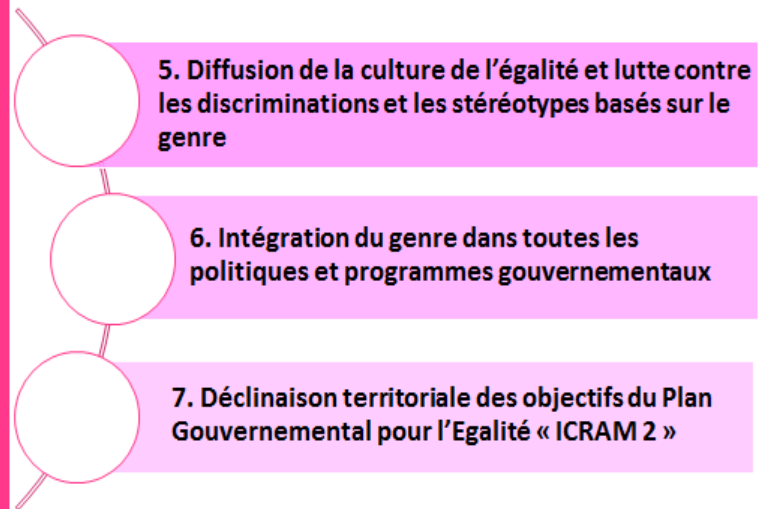 5. Diffusion de la culture de l’égalité et lutte contre
les discriminations et les stéréotypes basés sur le
genre
6. Intégration du genre dans toutes les
politiques et programmes gouvernementaux
7. Déclinaison territoriale des objectifs du Plan
Gouvernemental pour l’Egalité « ICRAM 2 »